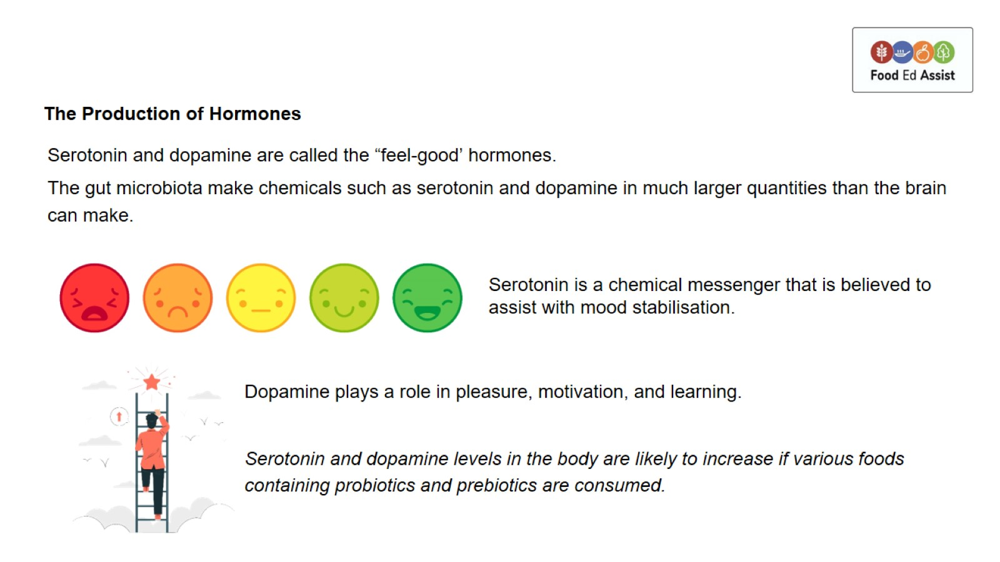 Food Ed Assist
The Production of Hormones
Serotonin and dopamine are called the “feel-good’ hormones.
The gut microbiota make chemicals such as serotonin and dopamine in much larger quantities than the brain
can make.
Serotonin is a chemical messenger that is believed to
assist with mood stabilisation.
Dopamine plays a role in pleasure, motivation, and learning.
Serotonin and dopamine levels in the body are likely to increase if various foods
containing probiotics and prebiotics are consumed.